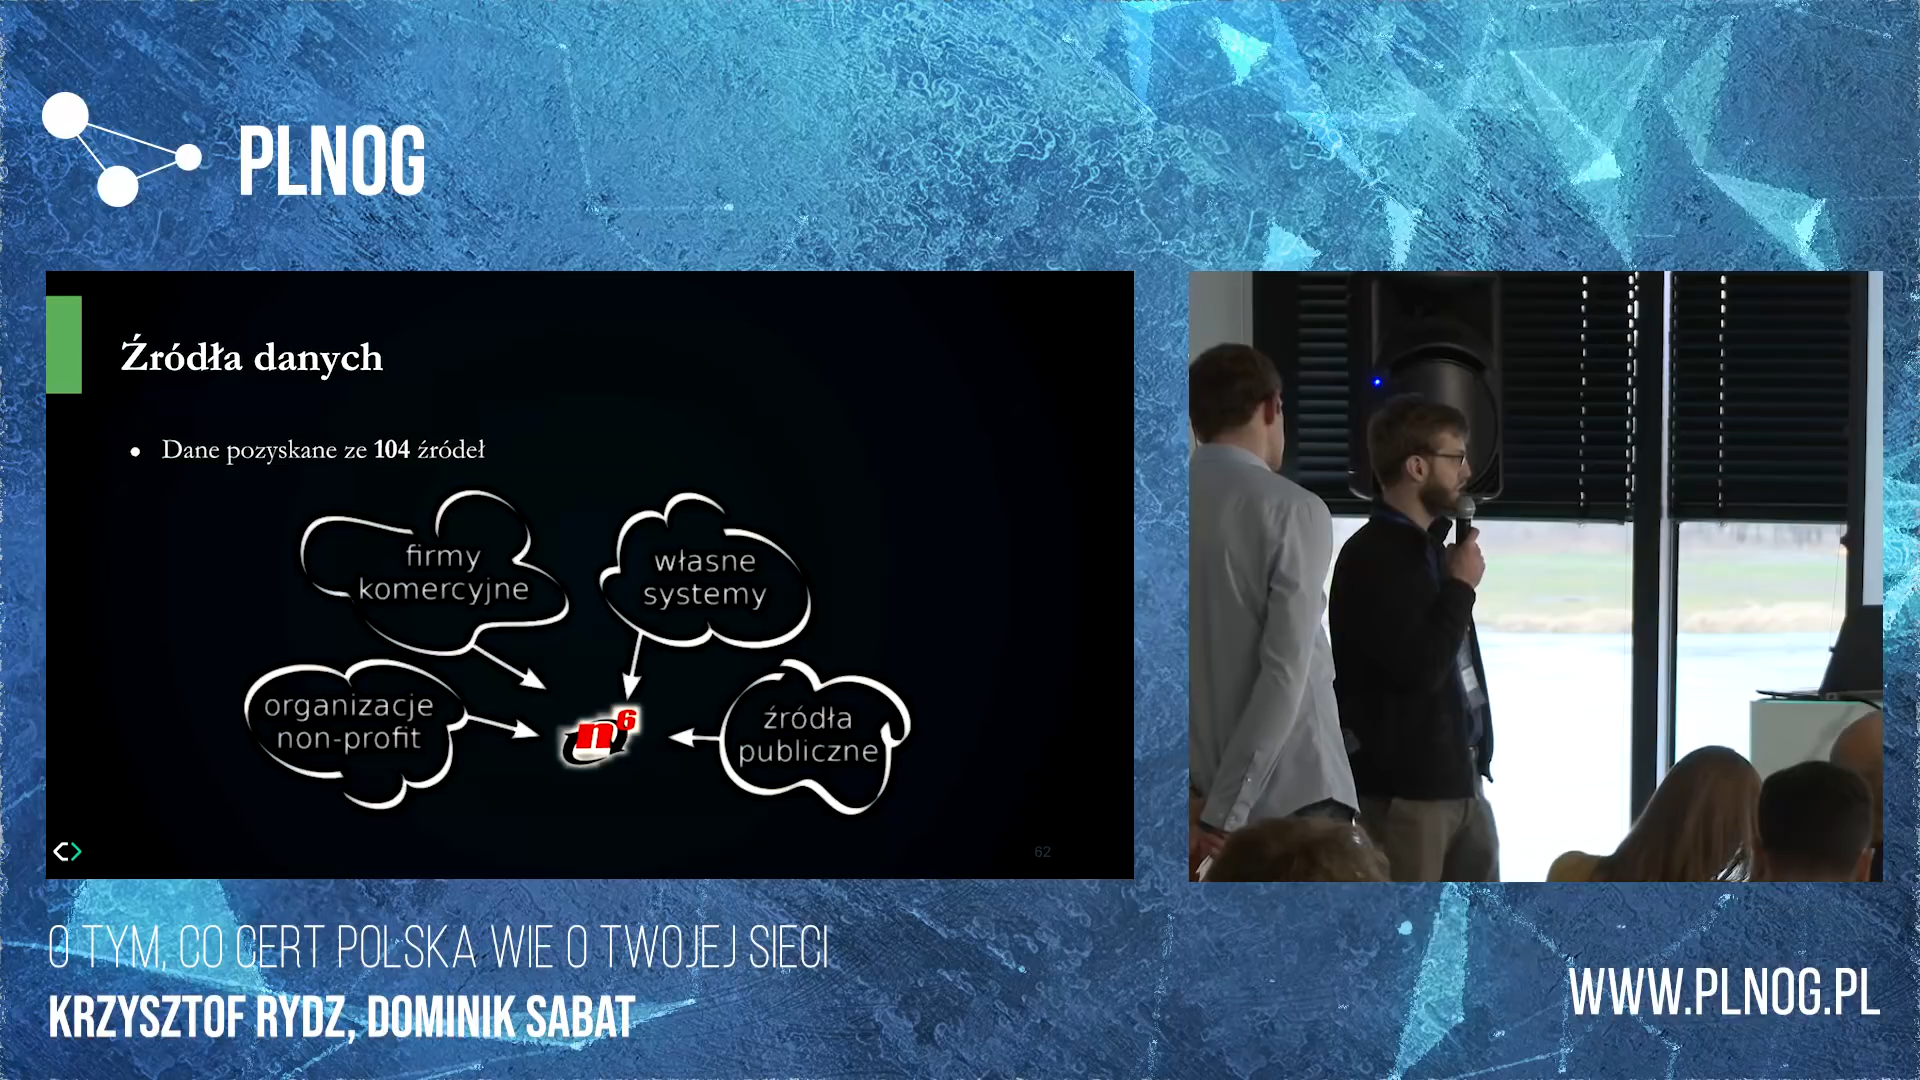 PLNOG
Źródła danych
● Dane pozyskane ze 104 źródeł
firmy
komercyjne
własne
systemy
organizacje
non-profit
n6
źródła
publiczne
62
O TYM, CO CERT POLSKA WIE O TWOJEJ SIECI
KRZYSZTOF RYDZ, DOMINIK SABAT
WWW.PLNOG.PL